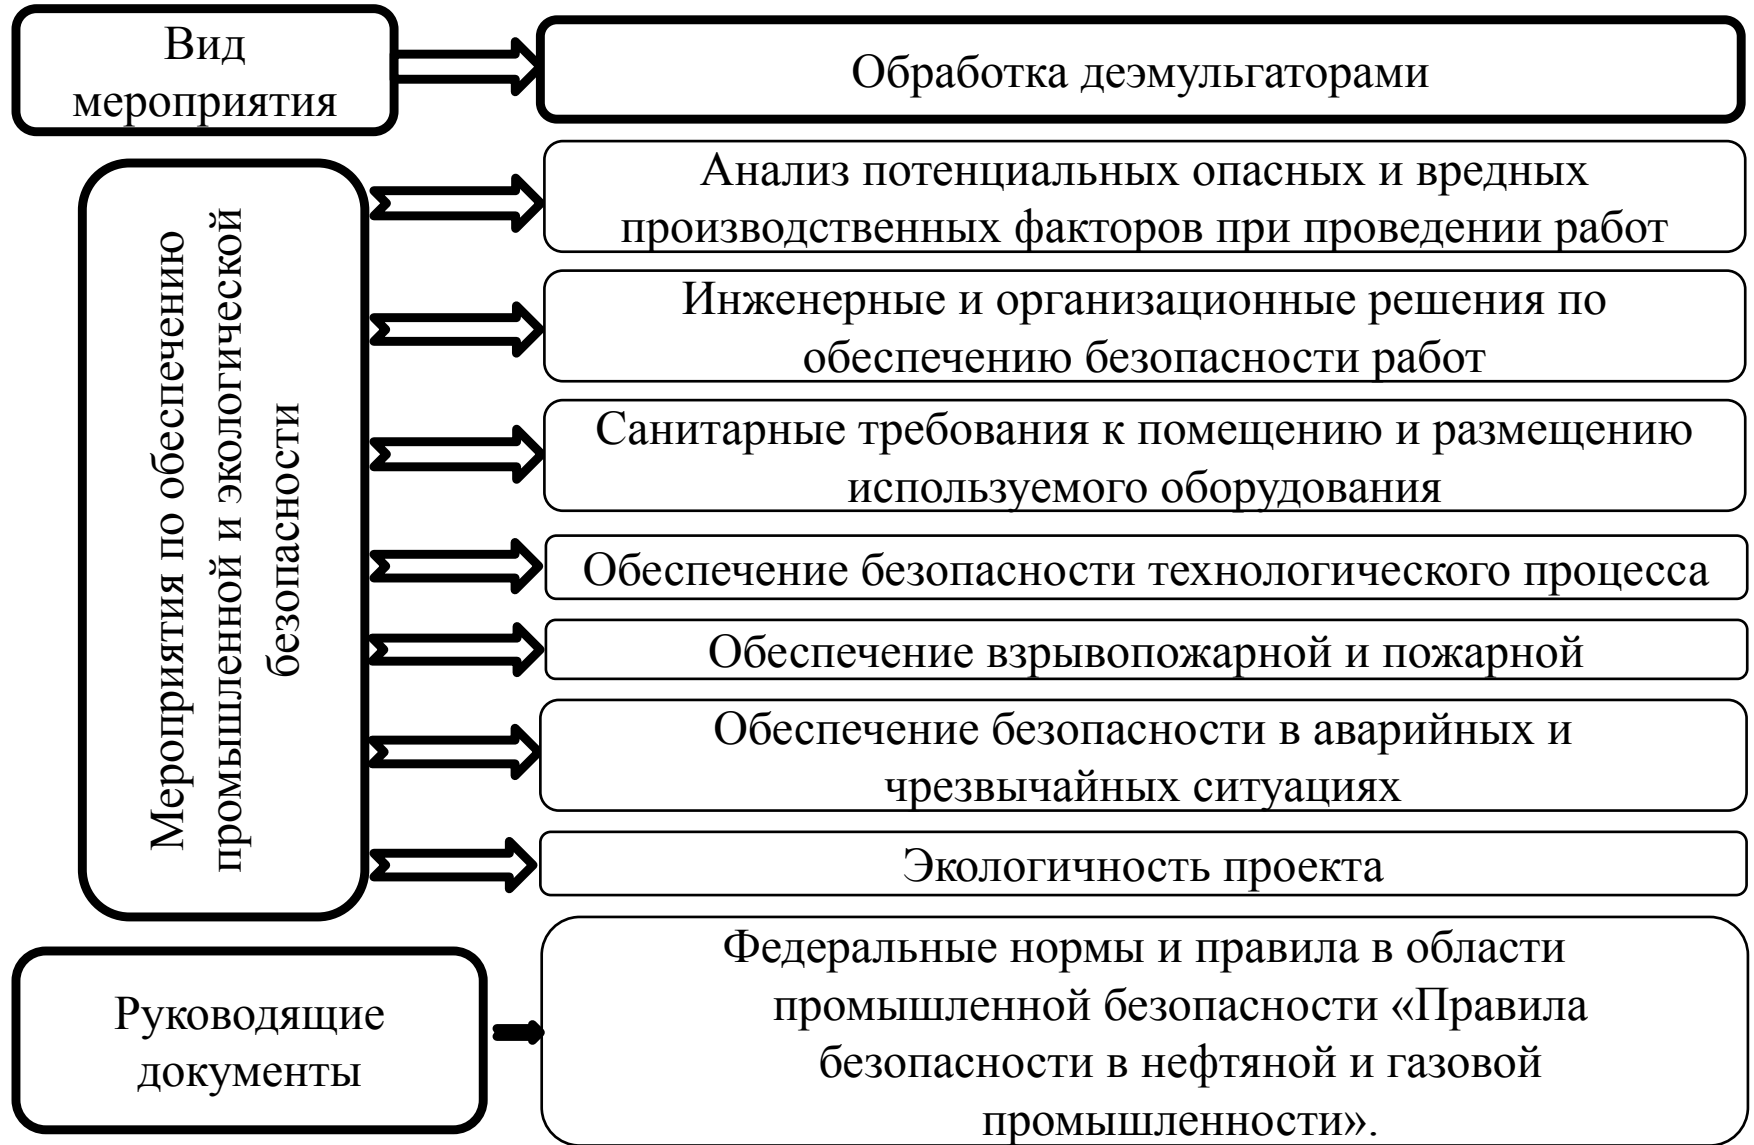 Вид
мероприятия
Обработка деэмульгаторами
Мероприятия по обеспечению
промышленной и экологической
безопасности
Анализ потенциальных опасных и вредных
производственных факторов при проведении работ
Инженерные и организационные решения по
обеспечению безопасности работ
Санитарные требования к помещению и размещению
используемого оборудования
Обеспечение безопасности технологического процесса
Обеспечение взрывопожарной и пожарной
Обеспечение безопасности в аварийных и
чрезвычайных ситуациях
Экологичность проекта
Руководящие
документы
Федеральные нормы и правила в области
промышленной безопасности «Правила
безопасности в нефтяной и газовой
промышленности».